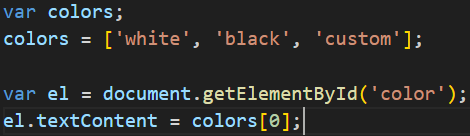 var colors;
colors = ['white', 'black', 'custom'];
var el = document.getElementById('color');
el.textContent = colors[0];